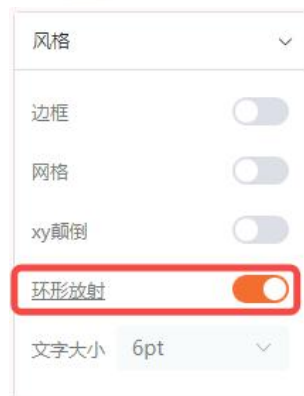 风格
边框
网格
xy颠倒
环形放射
文字大小 6pt